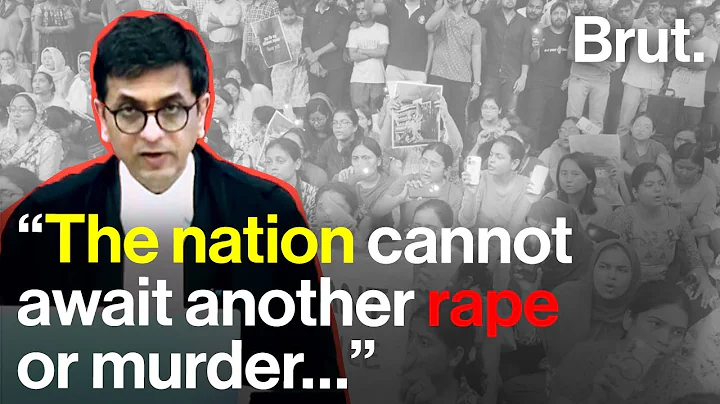 Brut.
“The nation cannot
await another rape
or murder...”